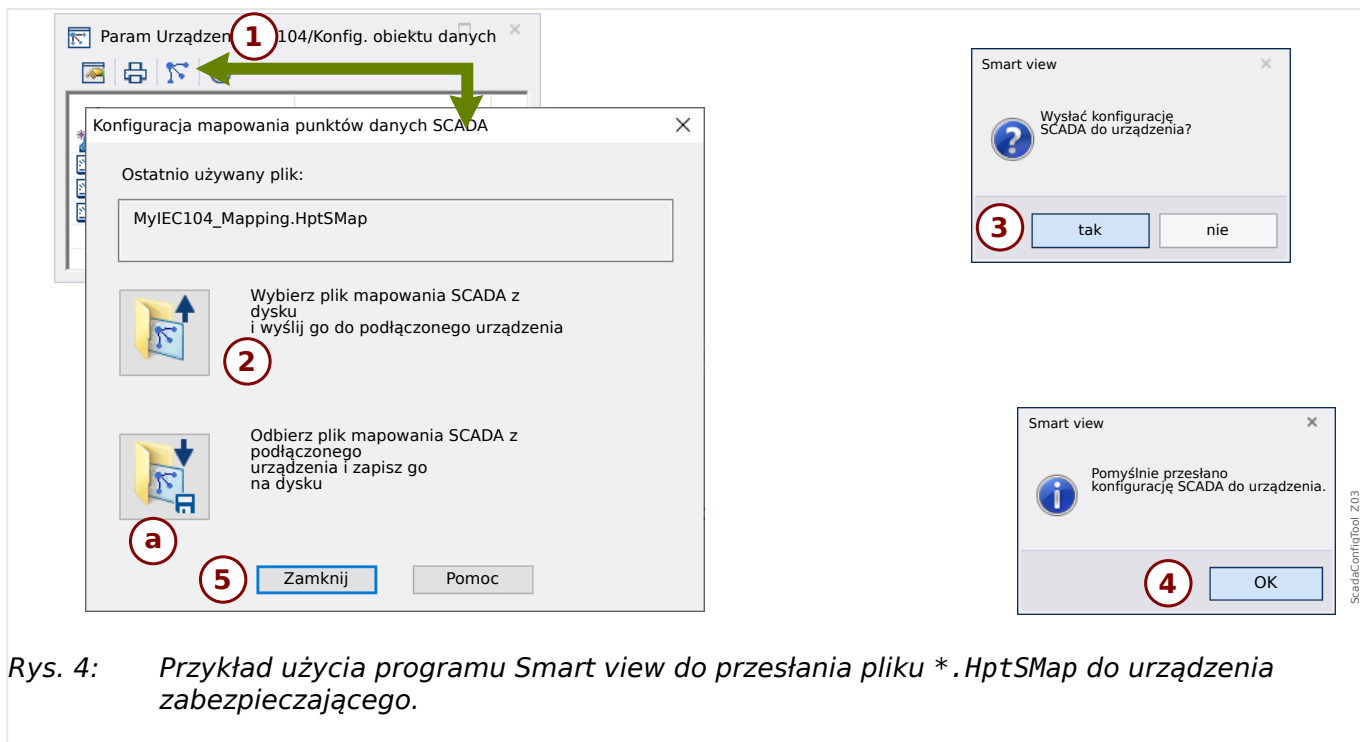 Param Urządzen 104/Konfig. obiektu danych
1
Konfiguracja mapowania punktów danych SCADA
Ostatnio używany plik:
MyIEC104_Mapping.HptSMap
Wybierz plik mapowania SCADA z
dysku
i wyślij go do podłączonego urządzenia
2
Odbierz plik mapowania SCADA z
podłączonego
urządzenia i zapisz go
na dysku
a
5
Zamknij
Pomoc
Smart view
Wysłać konfigurację
SCADA do urządzenia?
3
tak
nie
Smart view
Pomyślnie przesłano
konfigurację SCADA do urządzenia.
4
OK
ScadaConfigTool_Z03
Rys. 4: Przykład użycia programu Smart view do przesłania pliku *.HptSMap do urządzenia
zabezpieczającego.